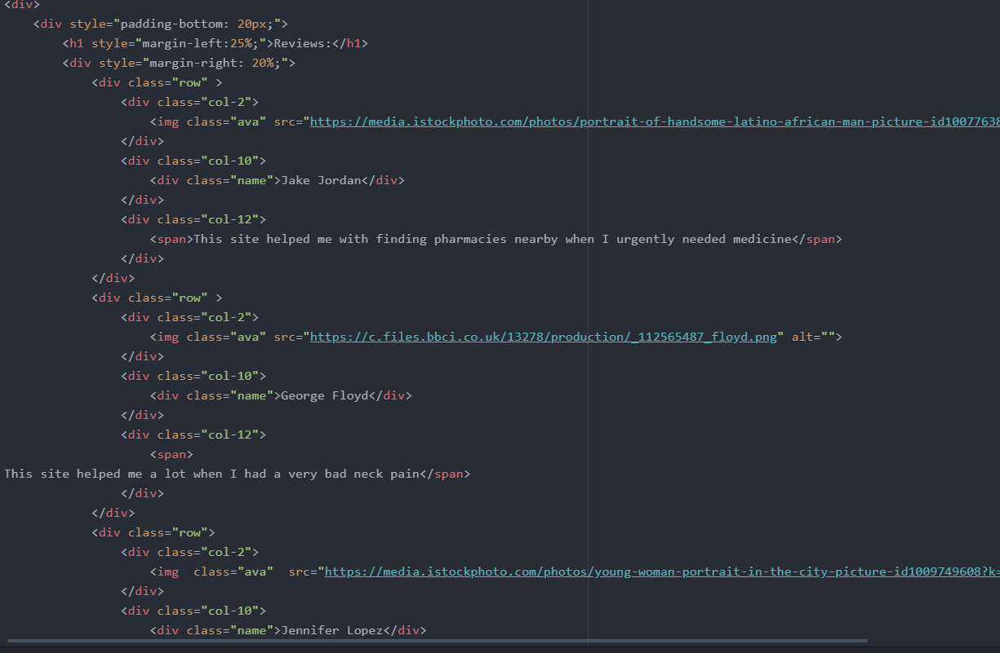 <div>
<div style="padding-bottom: 20px;">
<h1 style="margin-left:25%;">Reviews:</h1>
<div style="margin-right: 20%;">
<div class="row" >
<div class="col-2">
<img class="ava" src="https://media.istockphoto.com/photos/portrait-of-handsome-latino-african-man-picture-id10077638
</div>
<div class="col-10">
<div class="name">Jake Jordan</div>
</div>
<div class="col-12">
<span>This site helped me with finding pharmacies nearby when I urgently needed medicine</span>
</div>
</div>
<div class="row" >
<div class="col-2">
<img class="ava" src="https://c.files.bbci.co.uk/13278/production/_112565487_floyd.png" alt="">
</div>
<div class="col-10">
<div class="name">George Floyd</div>
</div>
<div class="col-12">
<span>
This site helped me a lot when I had a very bad neck pain</span>
</div>
</div>
<div class="row">
<div class="col-2">
<img  class="ava"  src="https://media.istockphoto.com/photos/young-woman-portrait-in-the-city-picture-id1009749608?k=
</div>
<div class="col-10">
<div class="name">Jennifer Lopez</div>